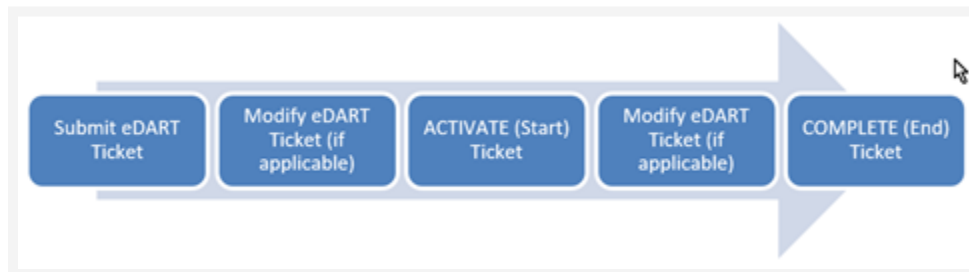 Submit eDART
Ticket
Modify eDART
Ticket (if
applicable)
ACTIVATE (Start)
Ticket
Modify eDART
Ticket (if
applicable)
COMPLETE (End)
Ticket